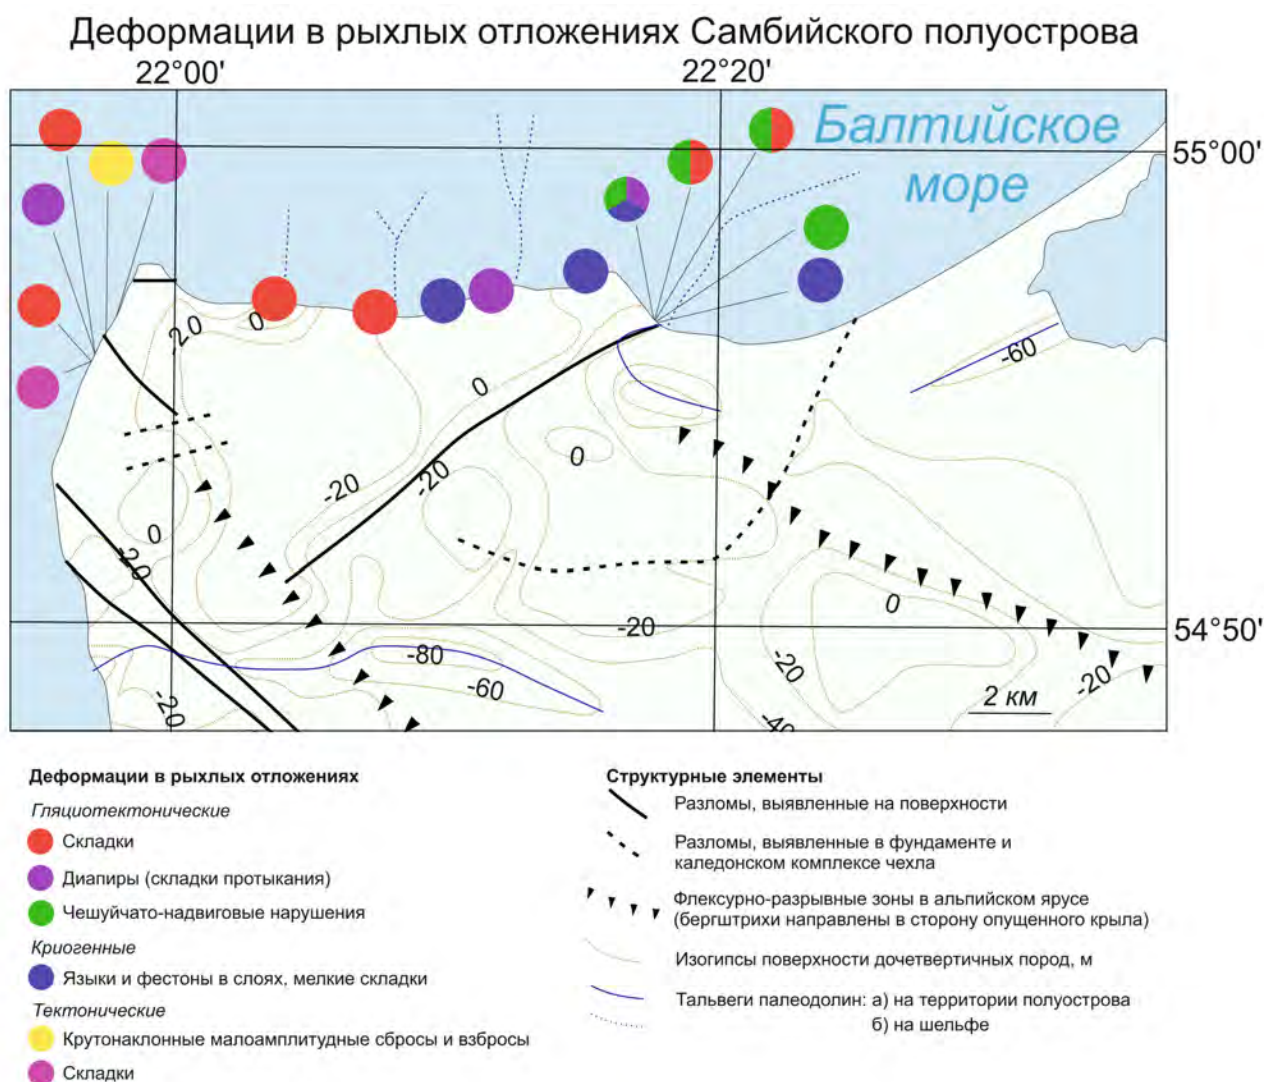 Деформации в рыхлых отложениях Самбийского полуострова
22°00'
22°20'
Балтийское
море
55°00'
-20
0
-60
0
-20
-20
0
0
-20
0
-20
54°50'
-80
-60
-20
-20
-20
-40
2 км
Деформации в рыхлых отложениях
Гляциотектонические
Складки
Диапиры (складки протыкания)
Чешуйчато-надвиговые нарушения
Криогенные
Языки и фестоны в слоях, мелкие складки
Тектонические
Крутонаклонные малоамплитудные сбросы и взбросы
Складки
Структурные элементы
Разломы, выявленные на поверхности
Разломы, выявленные в фундаменте и
каледонском комплексе чехла
Флексурно-разрывные зоны в альпийском ярусе
(бергштрихи направлены в сторону опущенного крыла)
Изогипсы поверхности дочетвертичных пород, м
Тальвеги палеодолин: а) на территории полуострова
б) на шельфе